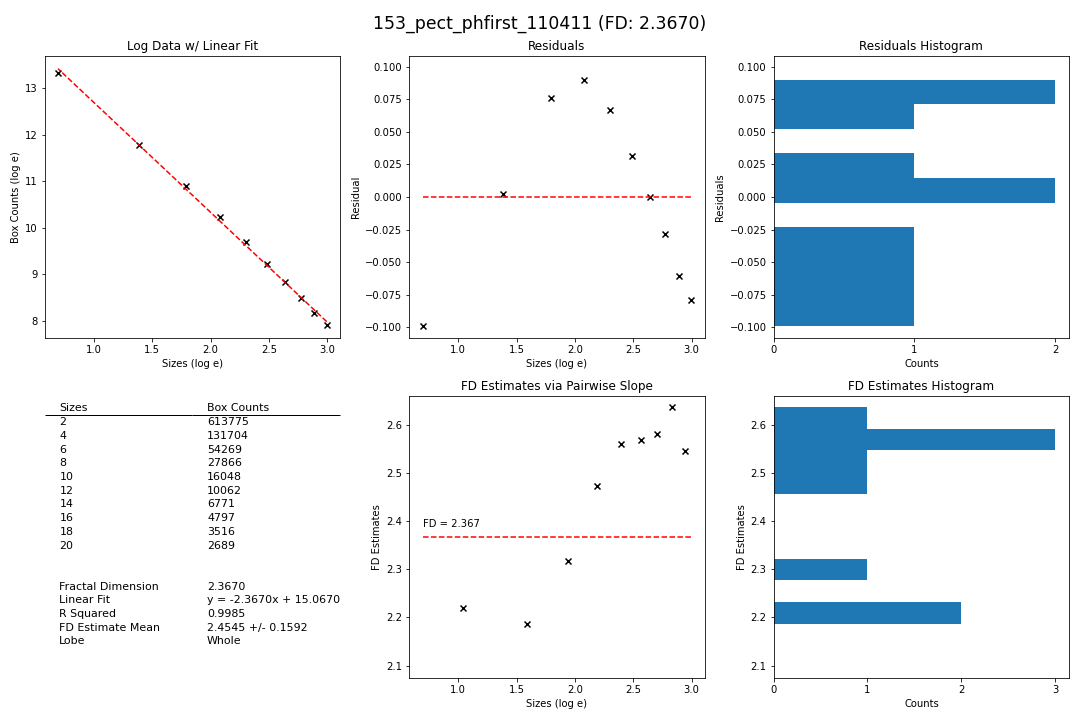 153_pect_phfirst_110411 (FD: 2.3670)
Log Data w/ Linear Fit
Box Counts (log e)
13
12
11
10
9
8
1.0 1.5 2.0 2.5 3.0
Sizes (log e)
Residuals
Residual
0.100
0.075
0.050
0.025
0.000
−0.025
−0.050
−0.075
−0.100
1.0 1.5 2.0 2.5 3.0
Sizes (log e)
Residuals Histogram
Residuals
0.100
0.075
0.050
0.025
0.000
−0.025
−0.050
−0.075
−0.100
0 1 2
Counts
Sizes Box Counts
2 613775
4 131704
6 54269
8 27866
10 16048
12 10062
14 6771
16 4797
18 3516
20 2689
Fractal Dimension 2.3670
Linear Fit y = -2.3670x + 15.0670
R Squared 0.9985
FD Estimate Mean 2.4545 +/- 0.1592
Lobe Whole
FD Estimates via Pairwise Slope
FD Estimates
2.6
2.5
2.4
2.3
2.2
2.1
FD = 2.367
1.0 1.5 2.0 2.5 3.0
Sizes (log e)
FD Estimates Histogram
FD Estimates
2.6
2.5
2.4
2.3
2.2
2.1
0 1 2 3
Counts